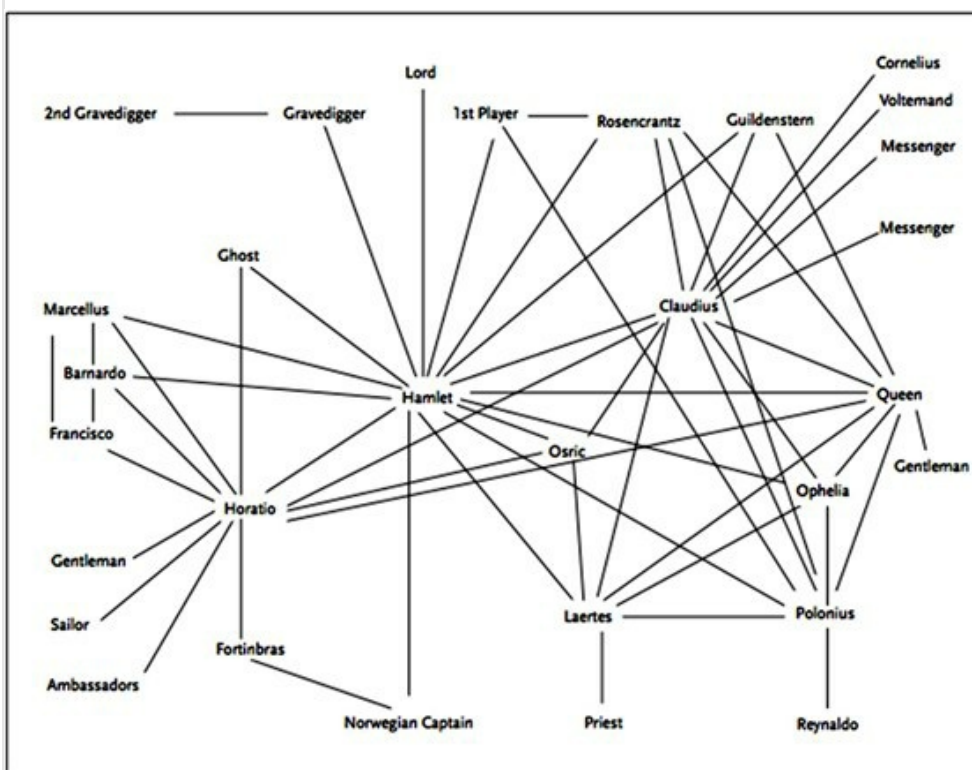 Cornelius
Lord
Voltemand
2nd Gravedigger
Gravedigger
1st Player
Rosencrantz
Guildenstern
Messenger
Messenger
Ghost
Marcellus
Claudius
Barnardo
Hamlet
Queen
Francisco
Osric
Gentleman
Ophelia
Horatio
Gentleman
Laertes
Polonius
Sailor
Fortinbras
Ambassadors
Norwegian Captain
Priest
Reynaldo